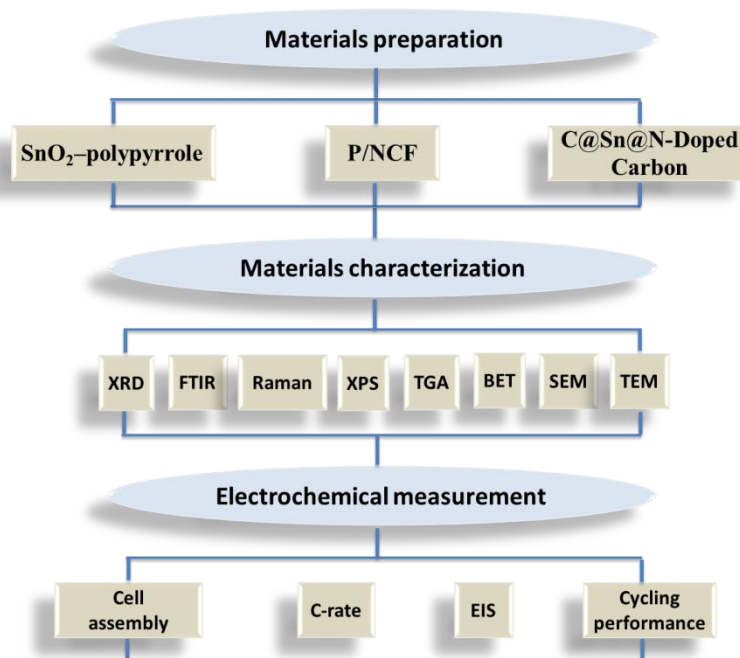 Materials preparation
SnO₂–polypyrrole
P/NCF
C@Sn@N-Doped
Carbon
Materials characterization
XRD
FTIR
Raman
XPS
TGA
BET
SEM
TEM
Electrochemical measurement
Cell
assembly
C-rate
EIS
Cycling
performance